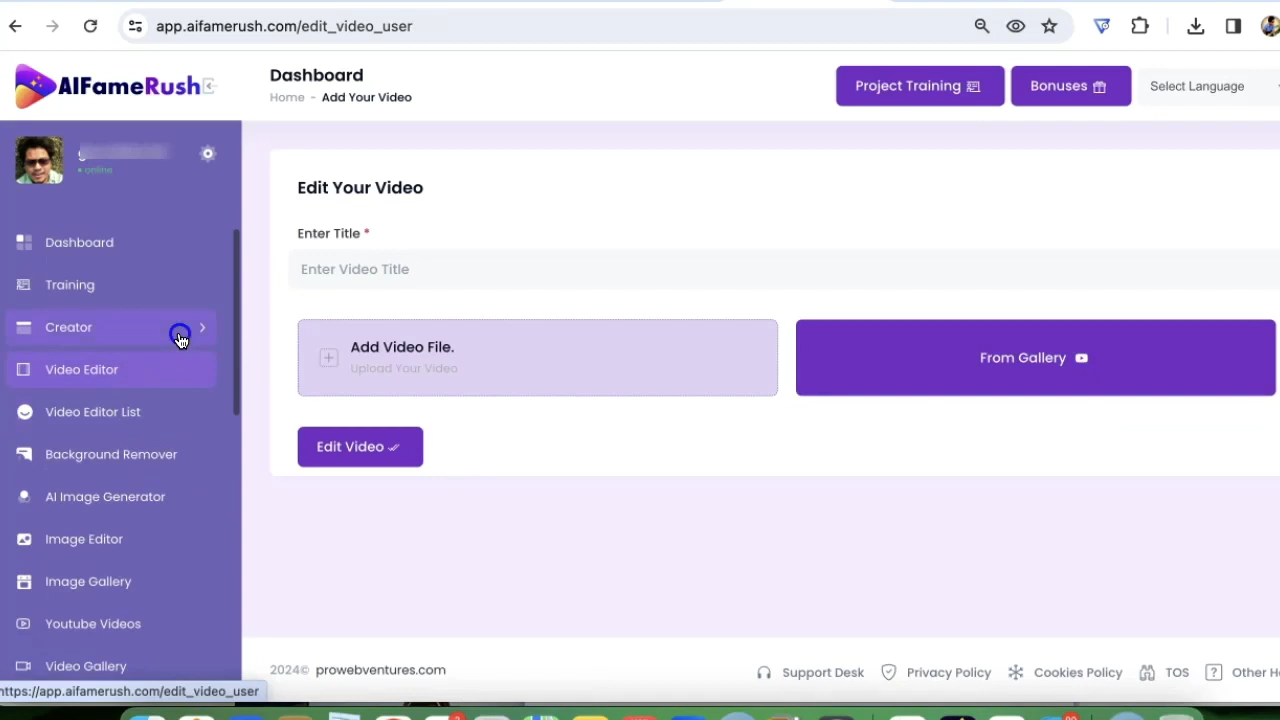 app.aifamerush.com/edit_video_user
AIFameRush
Dashboard
Home - Add Your Video
Project Training
Bonuses
Select Language
• online
Dashboard
Training
Creator
Video Editor
Video Editor List
Background Remover
AI Image Generator
Image Editor
Image Gallery
Youtube Videos
Video Gallery
Edit Your Video
Enter Title *
Enter Video Title
Add Video File.
Upload Your Video
From Gallery
Edit Video
2024© prowebventures.com
Support Desk
Privacy Policy
Cookies Policy
TOS
Other
https://app.aifamerush.com/edit_video_user